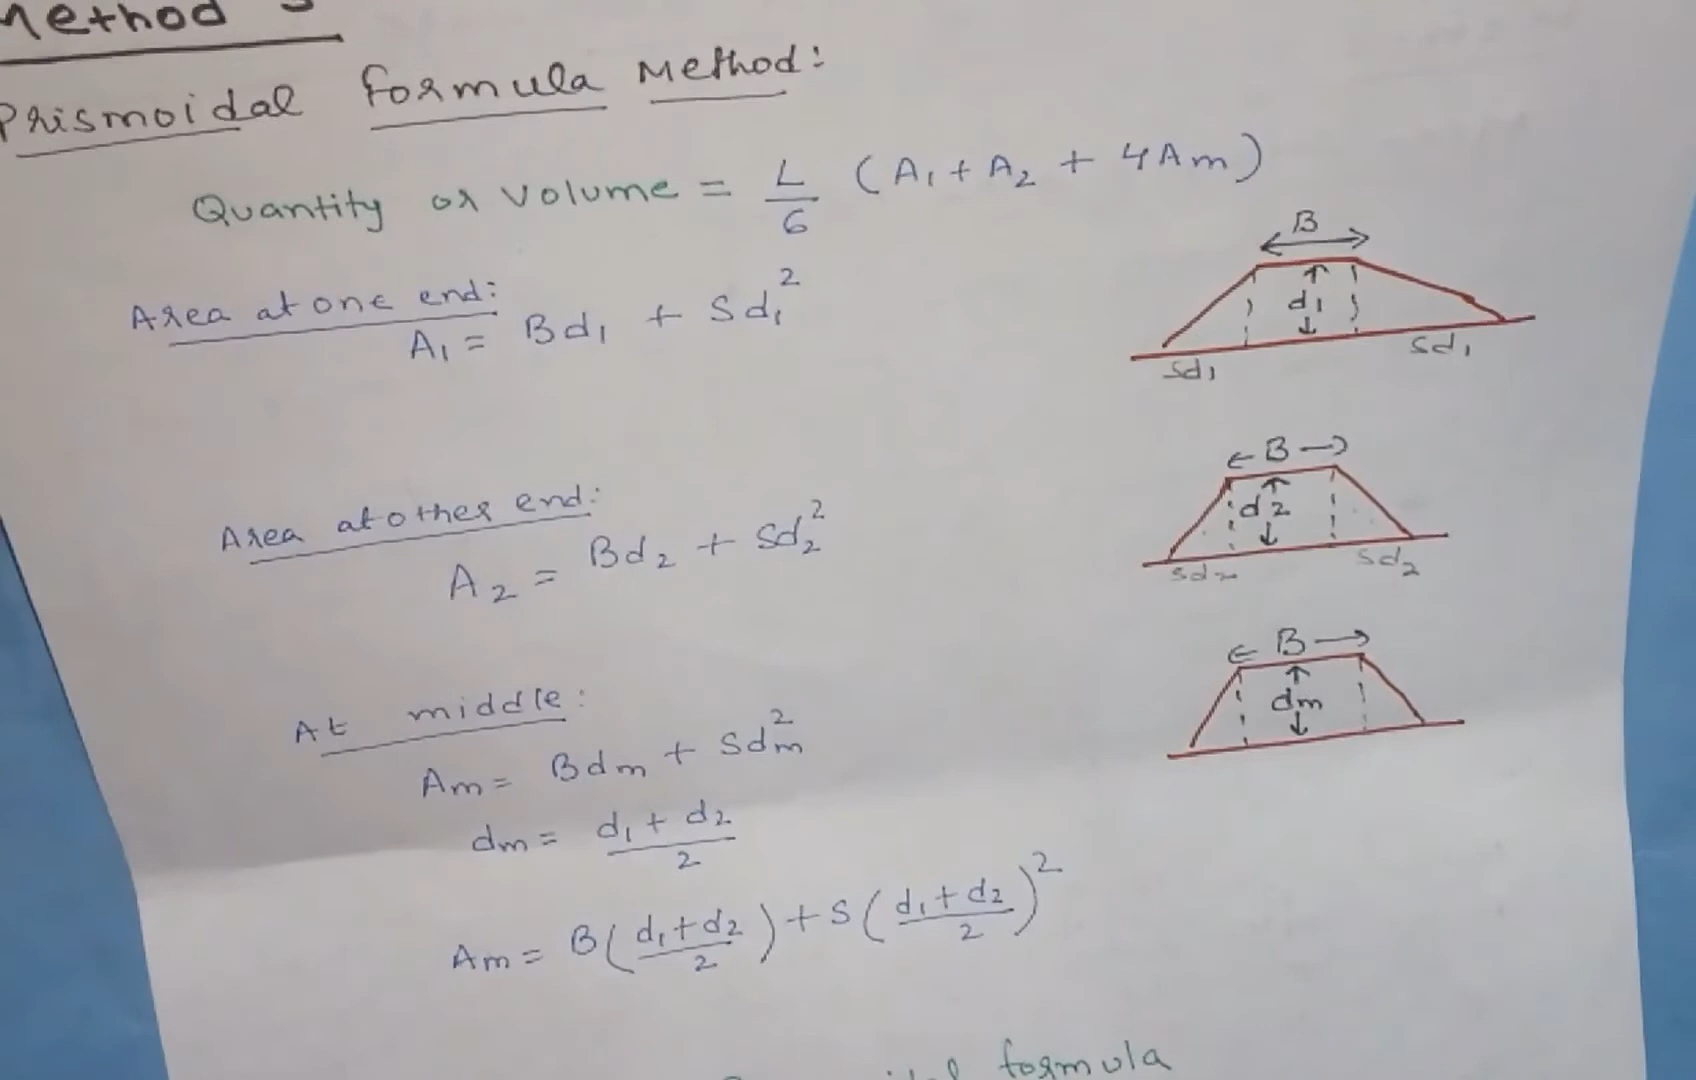 Method
Prismoidal Formula Method:
Quantity or Volume = L/6 (A₁ + A₂ + 4Am)
B
d₁
Sd₁ Sd₁
Area at one end:
A₁ = Bd₁ + Sd₁²
B
d₂
Sd₂ Sd₂
Area at other end:
A₂ = Bd₂ + Sd₂²
B
dm
At middle:
Am = Bdm + Sdm²
dm = (d₁ + d₂)/2
Am = B((d₁+d₂)/2) + S((d₁+d₂)/2)²
formula